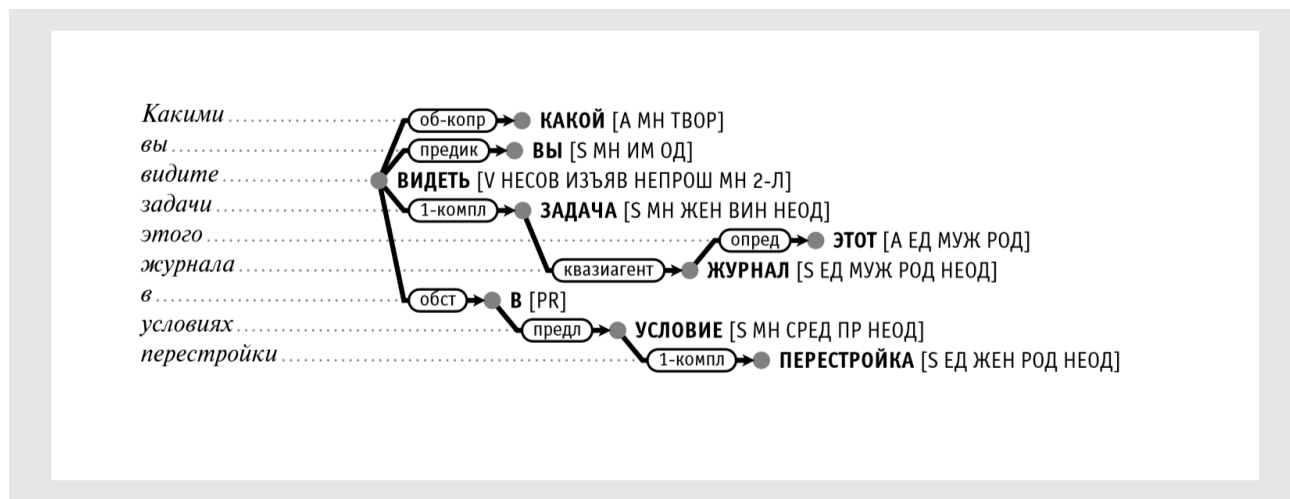 Какими об-копр КАКОЙ [A МН ТВОР]
вы предик ВЫ [S МН ИМ ОД]
видите ВИДЕТЬ [V НЕСОВ ИЗЪЯВ НЕПРОШ МН 2-Л]
задачи 1-компл ЗАДАЧА [S МН ЖЕН ВИН НЕОД]
этого опред ЭТОТ [A ЕД МУЖ РОД]
журнала квазиагент ЖУРНАЛ [S ЕД МУЖ РОД НЕОД]
в обст В [PR]
условиях предл УСЛОВИЕ [S МН СРЕД ПР НЕОД]
перестройки 1-компл ПЕРЕСТРОЙКА [S ЕД ЖЕН РОД НЕОД]